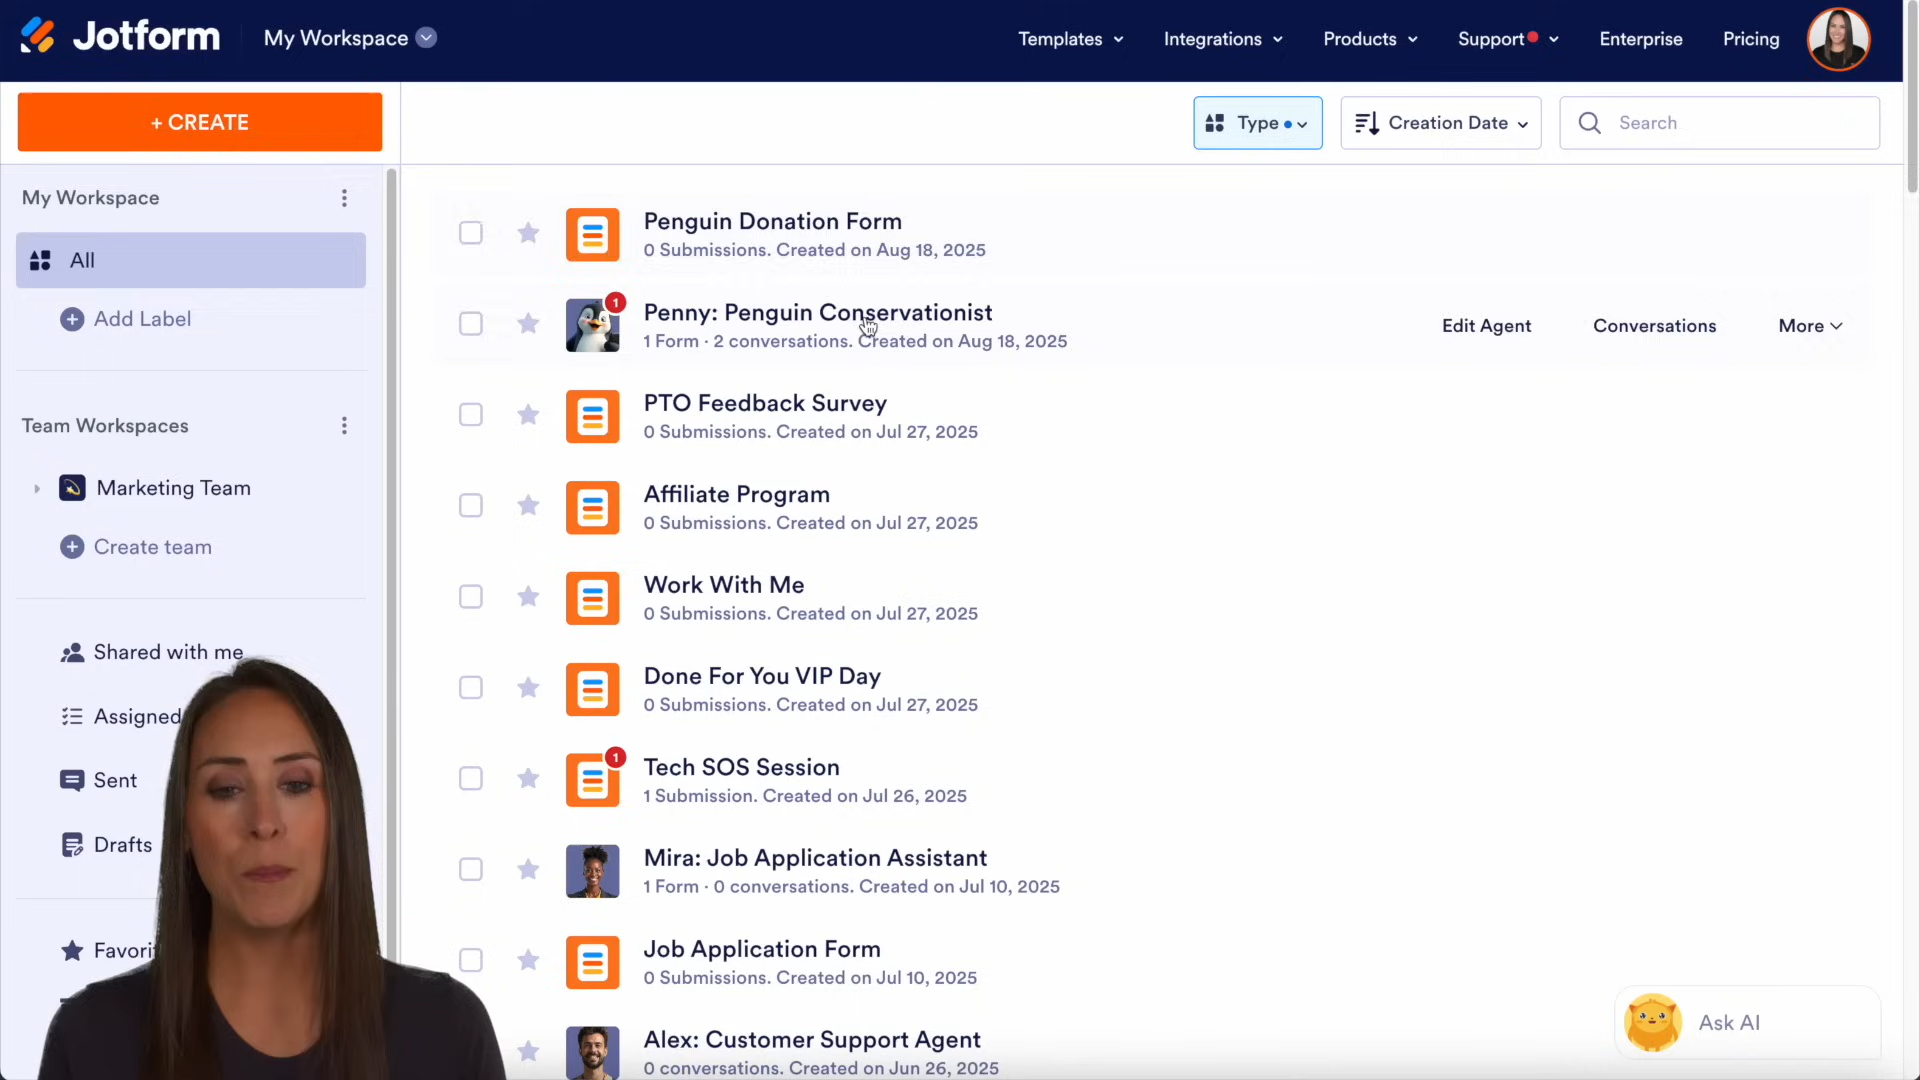 Jotform
My Workspace
Templates
Integrations
Products
Support
Enterprise
Pricing
+ CREATE
Type
Creation Date
Search
My Workspace
All
Add Label
Team Workspaces
Marketing Team
Create team
Shared with me
Assigned
Sent
Drafts
Penguin Donation Form
0 Submissions. Created on Aug 18, 2025
1
Penny: Penguin Conservationist
1 Form · 2 conversations. Created on Aug 18, 2025
Edit Agent
Conversations
More
PTO Feedback Survey
0 Submissions. Created on Jul 27, 2025
Affiliate Program
0 Submissions. Created on Jul 27, 2025
Work With Me
0 Submissions. Created on Jul 27, 2025
Done For You VIP Day
0 Submissions. Created on Jul 27, 2025
1
Tech SOS Session
1 Submission. Created on Jul 26, 2025
Mira: Job Application Assistant
1 Form · 0 conversations. Created on Jul 10, 2025
Job Application Form
0 Submissions. Created on Jul 10, 2025
Alex: Customer Support Agent
0 conversations. Created on Jun 26, 2025
Ask AI